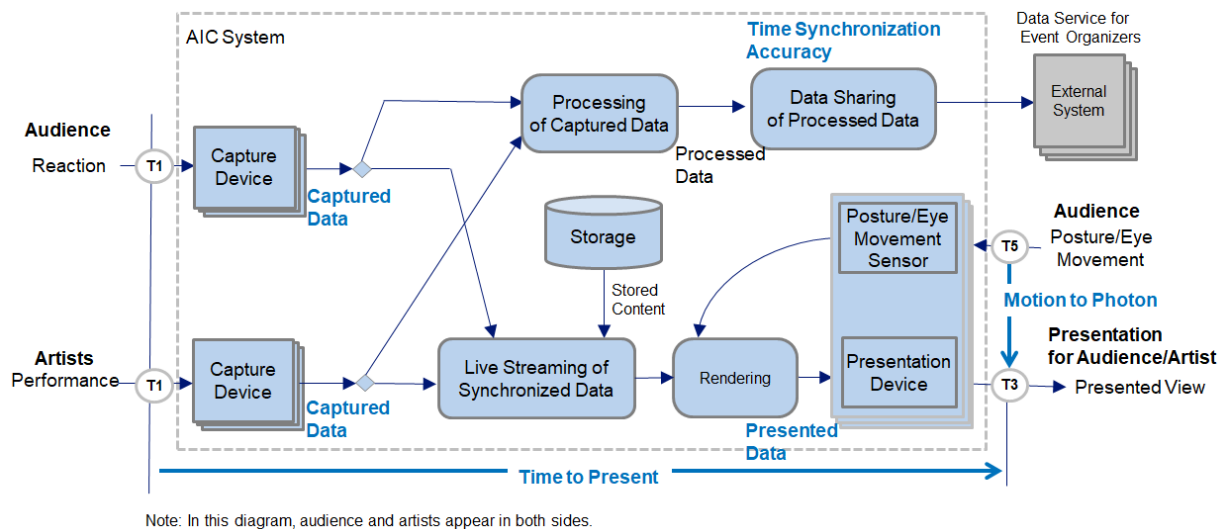 AIC System
Time Synchronization
Accuracy
Data Service for
Event Organizers
External
System
Processing
of Captured Data
Data Sharing
of Processed Data
Processed
Data
Audience
Reaction
T1
Capture
Device
Captured
Data
Storage
Stored
Content
Posture/Eye
Movement
Sensor
T5
Audience
Posture/Eye
Movement
Motion to Photon
Artists
Performance
T1
Capture
Device
Captured
Data
Live Streaming of
Synchronized Data
Rendering
Presentation
Device
Presented
Data
T3
Presentation
for Audience/Artist
Presented View
Time to Present
Note: In this diagram, audience and artists appear in both sides.